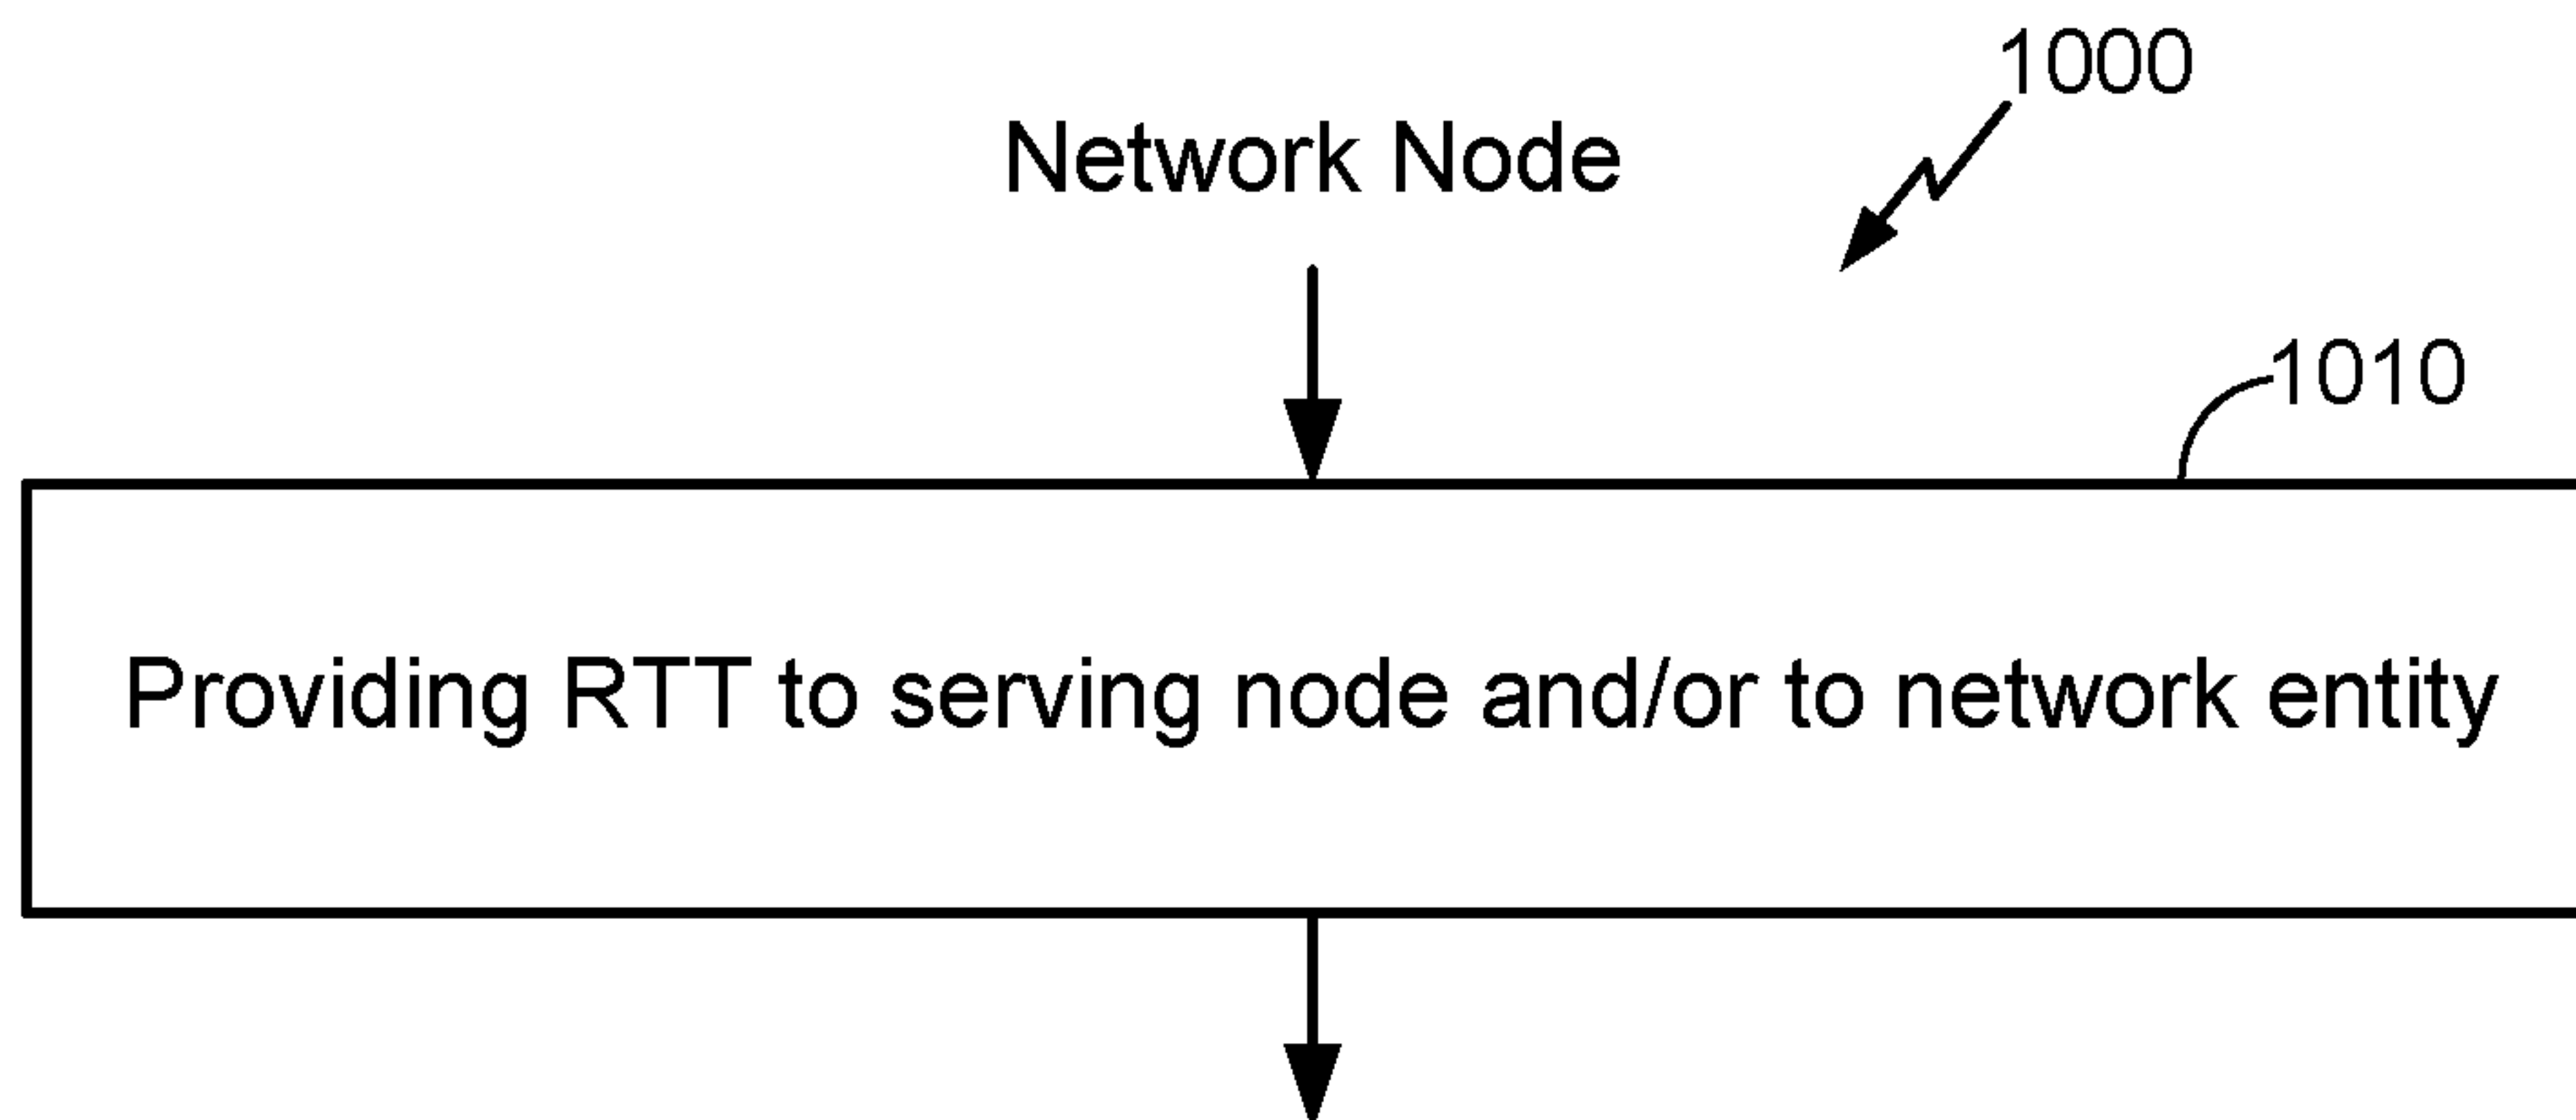 1000
Network Node
1010
Providing RTT to serving node and/or to network entity